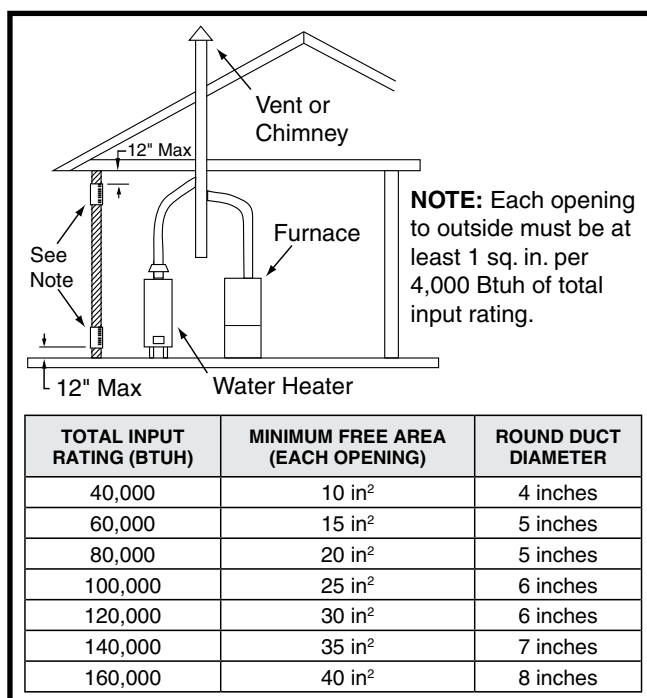 Vent or
Chimney
12" Max
NOTE: Each opening
to outside must be at
least 1 sq. in. per
4,000 Btuh of total
input rating.
Furnace
See
Note
12" Max
Water Heater
TOTAL INPUT RATING (BTUH) MINIMUM FREE AREA (EACH OPENING) ROUND DUCT DIAMETER
40,000 10 in² 4 inches
60,000 15 in² 5 inches
80,000 20 in² 5 inches
100,000 25 in² 6 inches
120,000 30 in² 6 inches
140,000 35 in² 7 inches
160,000 40 in² 8 inches